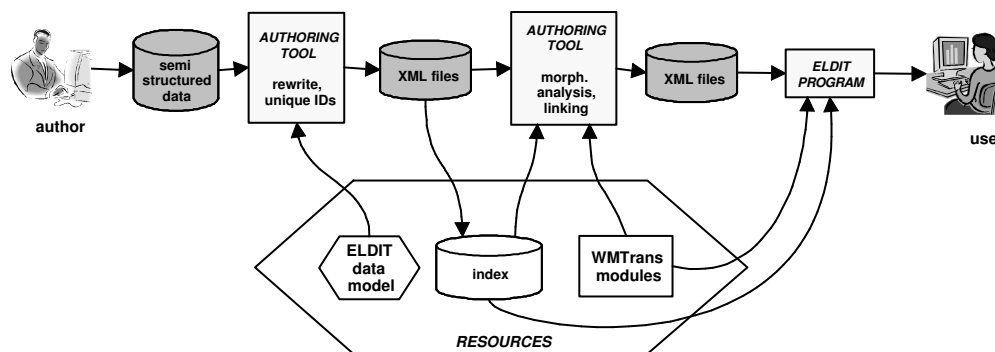 author
semi
structured
data
AUTHORING
TOOL
rewrite,
unique IDs
XML files
AUTHORING
TOOL
morph.
analysis,
linking
XML files
ELDIT
PROGRAM
use
ELDIT
data
model
index
WMTrans
modules
RESOURCES